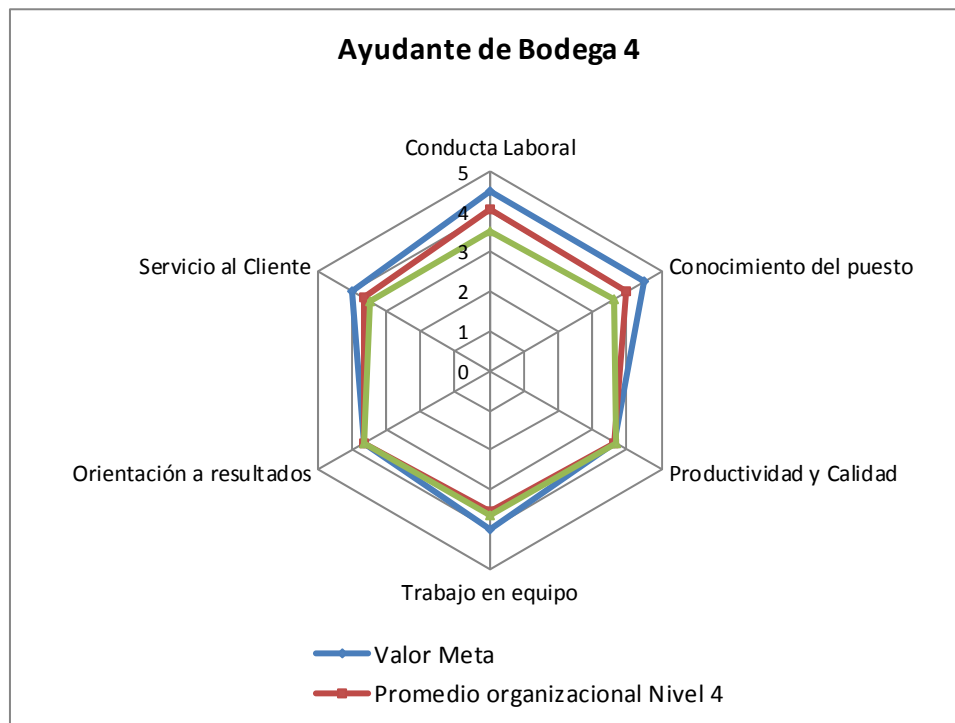 Ayudante de Bodega 4
Conducta Laboral
5
4
3
2
1
0
Servicio al Cliente
Conocimiento del puesto
Orientación a resultados
Productividad y Calidad
Trabajo en equipo
Valor Meta
Promedio organizacional Nivel 4